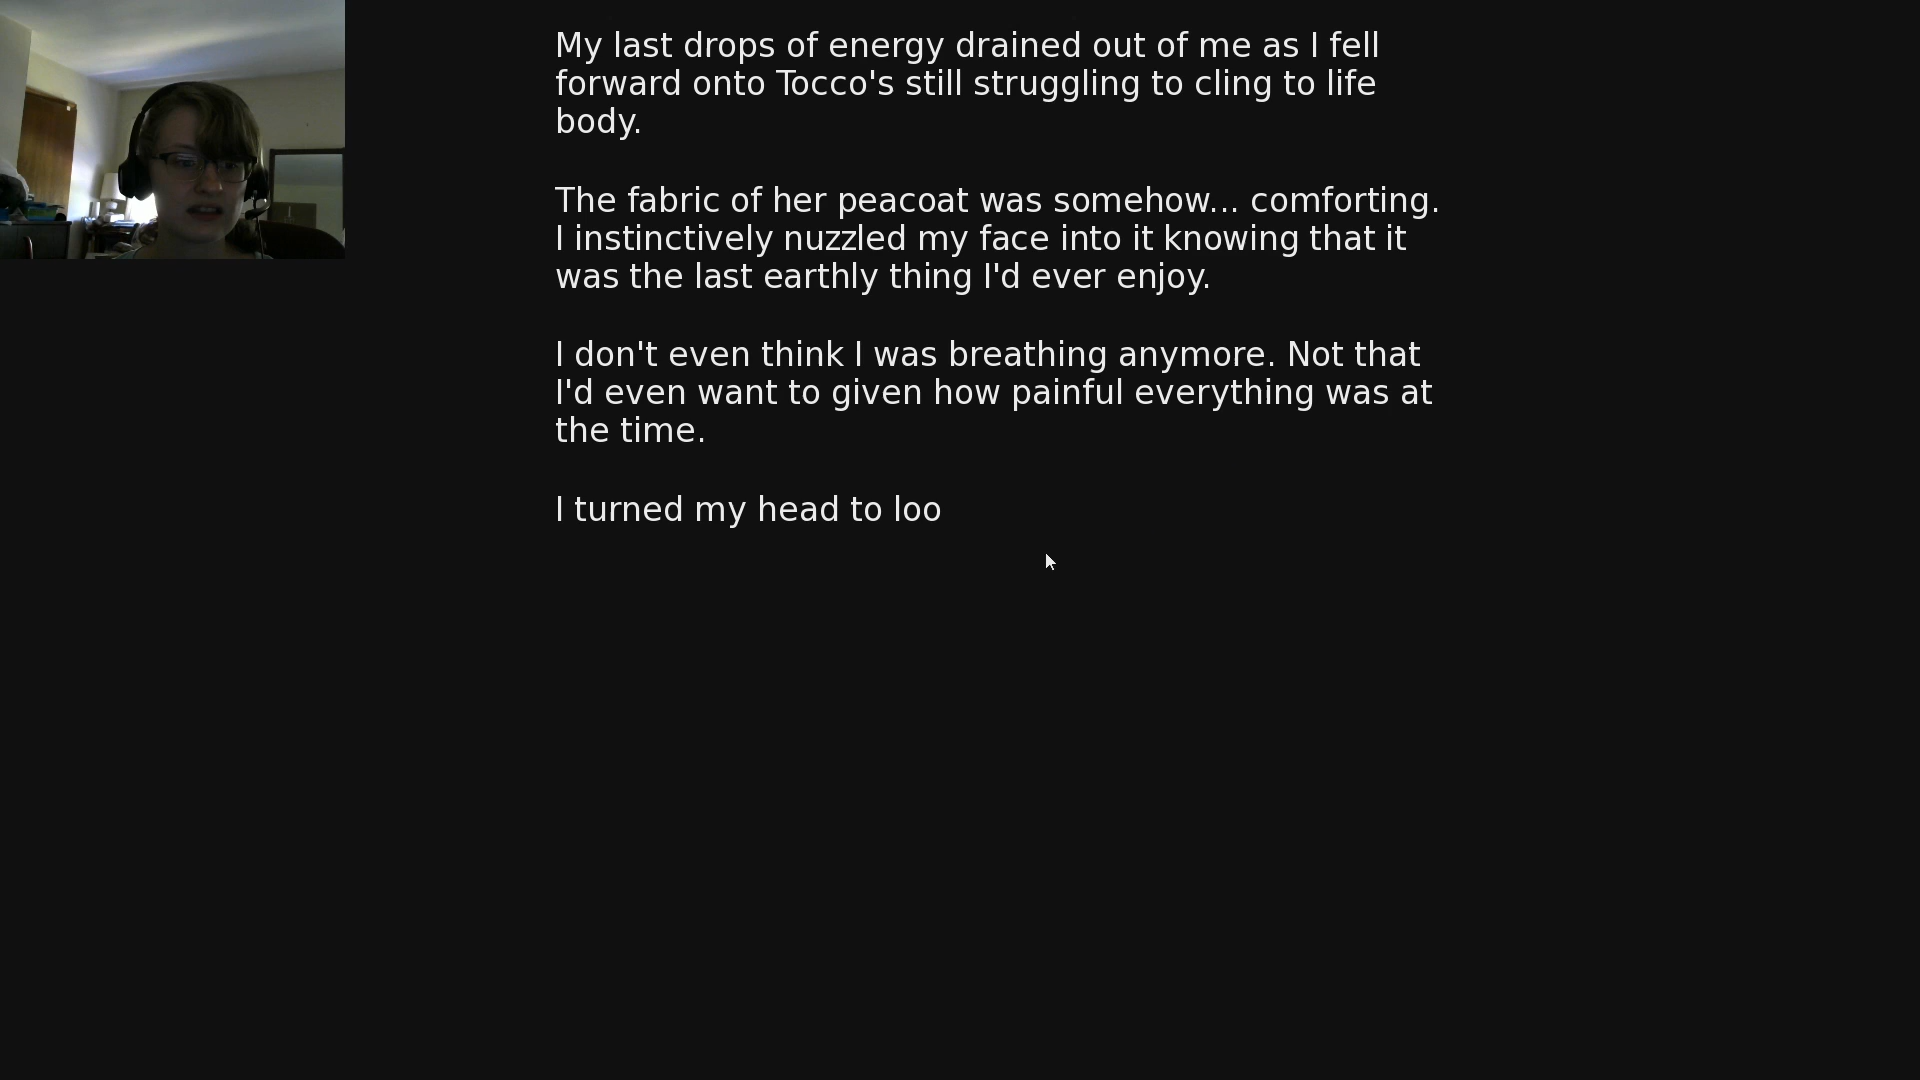 My last drops of energy drained out of me as I fell
forward onto Tocco's still struggling to cling to life
body.
The fabric of her peacoat was somehow... comforting.
I instinctively nuzzled my face into it knowing that it
was the last earthly thing I'd ever enjoy.
I don't even think I was breathing anymore. Not that
I'd even want to given how painful everything was at
the time.
I turned my head to loo